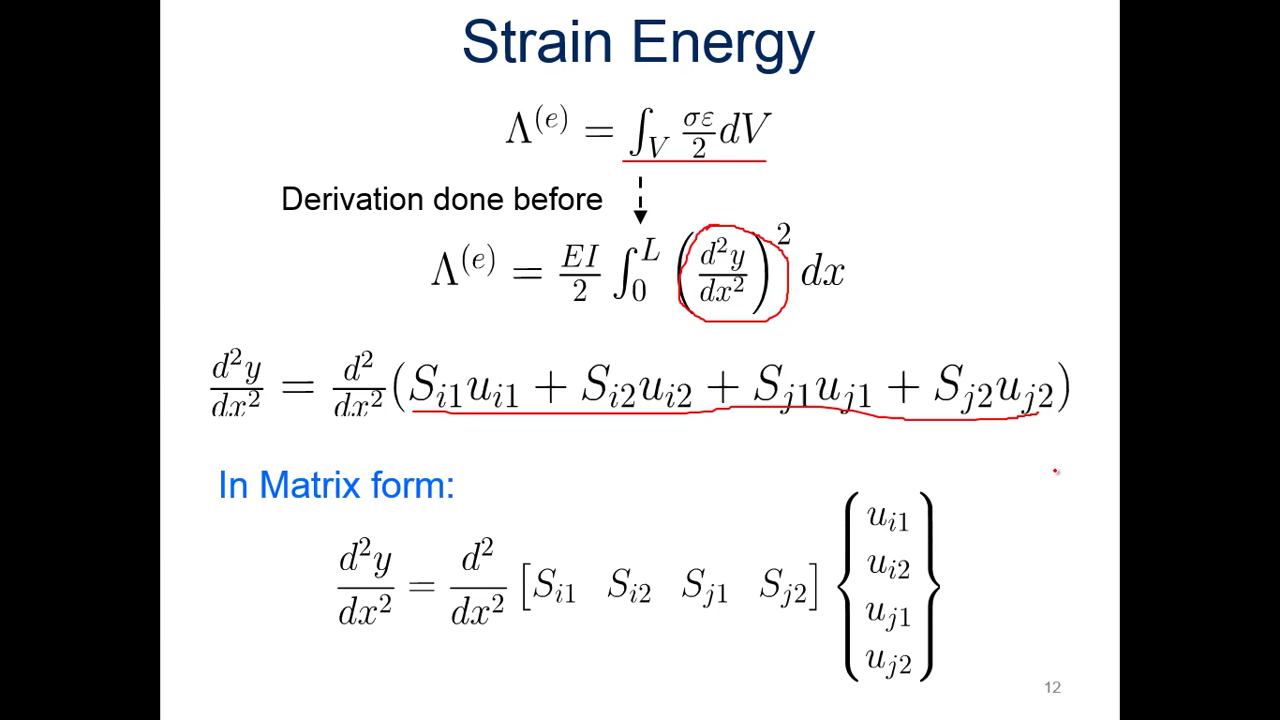 Strain Energy
Λ^(e) = ∫_V σε/2 dV
Derivation done before
Λ^(e) = EI/2 ∫_0^L (d²y/dx²)² dx
d²y/dx² = d²/dx² (S_i1 u_i1 + S_i2 u_i2 + S_j1 u_j1 + S_j2 u_j2)
In Matrix form:
d²y/dx² = d²/dx² [S_i1 S_i2 S_j1 S_j2] {u_i1 u_i2 u_j1 u_j2}
12